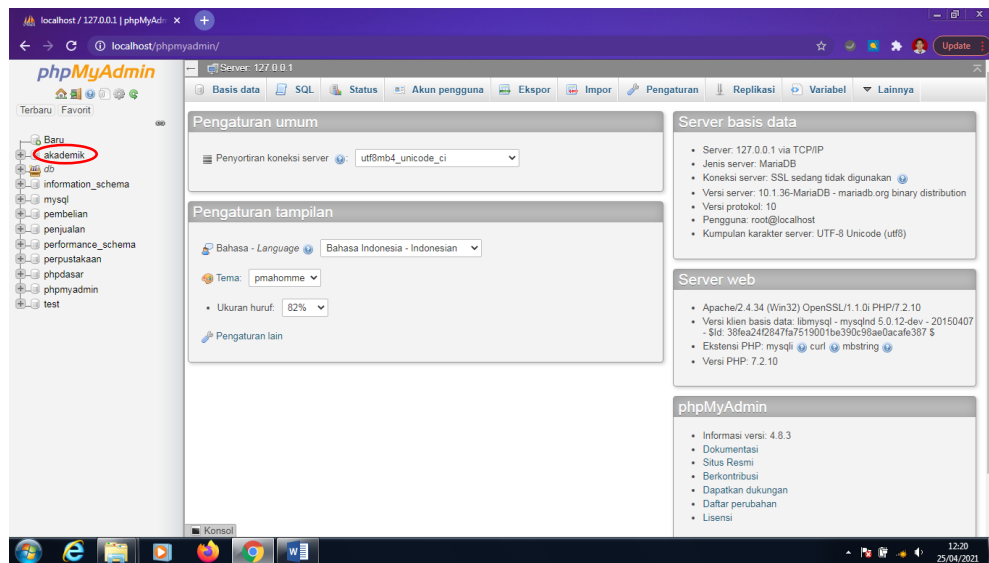 localhost / 127.0.0.1 | phpMyAdn
localhost/phpmyadmin/
Update
phpMyAdmin
Terbaru Favorit
Baru
akademik
db
information_schema
mysql
pembelian
penjualan
performance_schema
perpustakaan
phpdasar
phpmyadmin
test
Server: 127.0.0.1
Basis data SQL Status Akun pengguna Ekspor Impor Pengaturan Replikasi Variabel Lainnya
Pengaturan umum
Penyortiran koneksi server : utf8mb4_unicode_ci
Pengaturan tampilan
Bahasa - Language Bahasa Indonesia - Indonesian
Tema: pmahomme
• Ukuran huruf: 82%
Pengaturan lain
Server basis data
• Server: 127.0.0.1 via TCP/IP
• Jenis server: MariaDB
• Koneksi server: SSL sedang tidak digunakan
• Versi server: 10.1.36-MariaDB - mariadb.org binary distribution
• Versi protokol: 10
• Pengguna: root@localhost
• Kumpulan karakter server: UTF-8 Unicode (utf8)
Server web
• Apache/2.4.34 (Win32) OpenSSL/1.1.0i PHP/7.2.10
• Versi klien basis data: libmysql - mysqlnd 5.0.12-dev - 20150407
- $Id: 38fea24f2847fa7519001be390c98ae0acafe387 $
• Ekstensi PHP: mysqli curl mbstring
• Versi PHP: 7.2.10
phpMyAdmin
• Informasi versi: 4.8.3
• Dokumentasi
• Situs Resmi
• Berkontribusi
• Dapatkan dukungan
• Daftar perubahan
• Lisensi
Konsol
12:20
25/04/2021